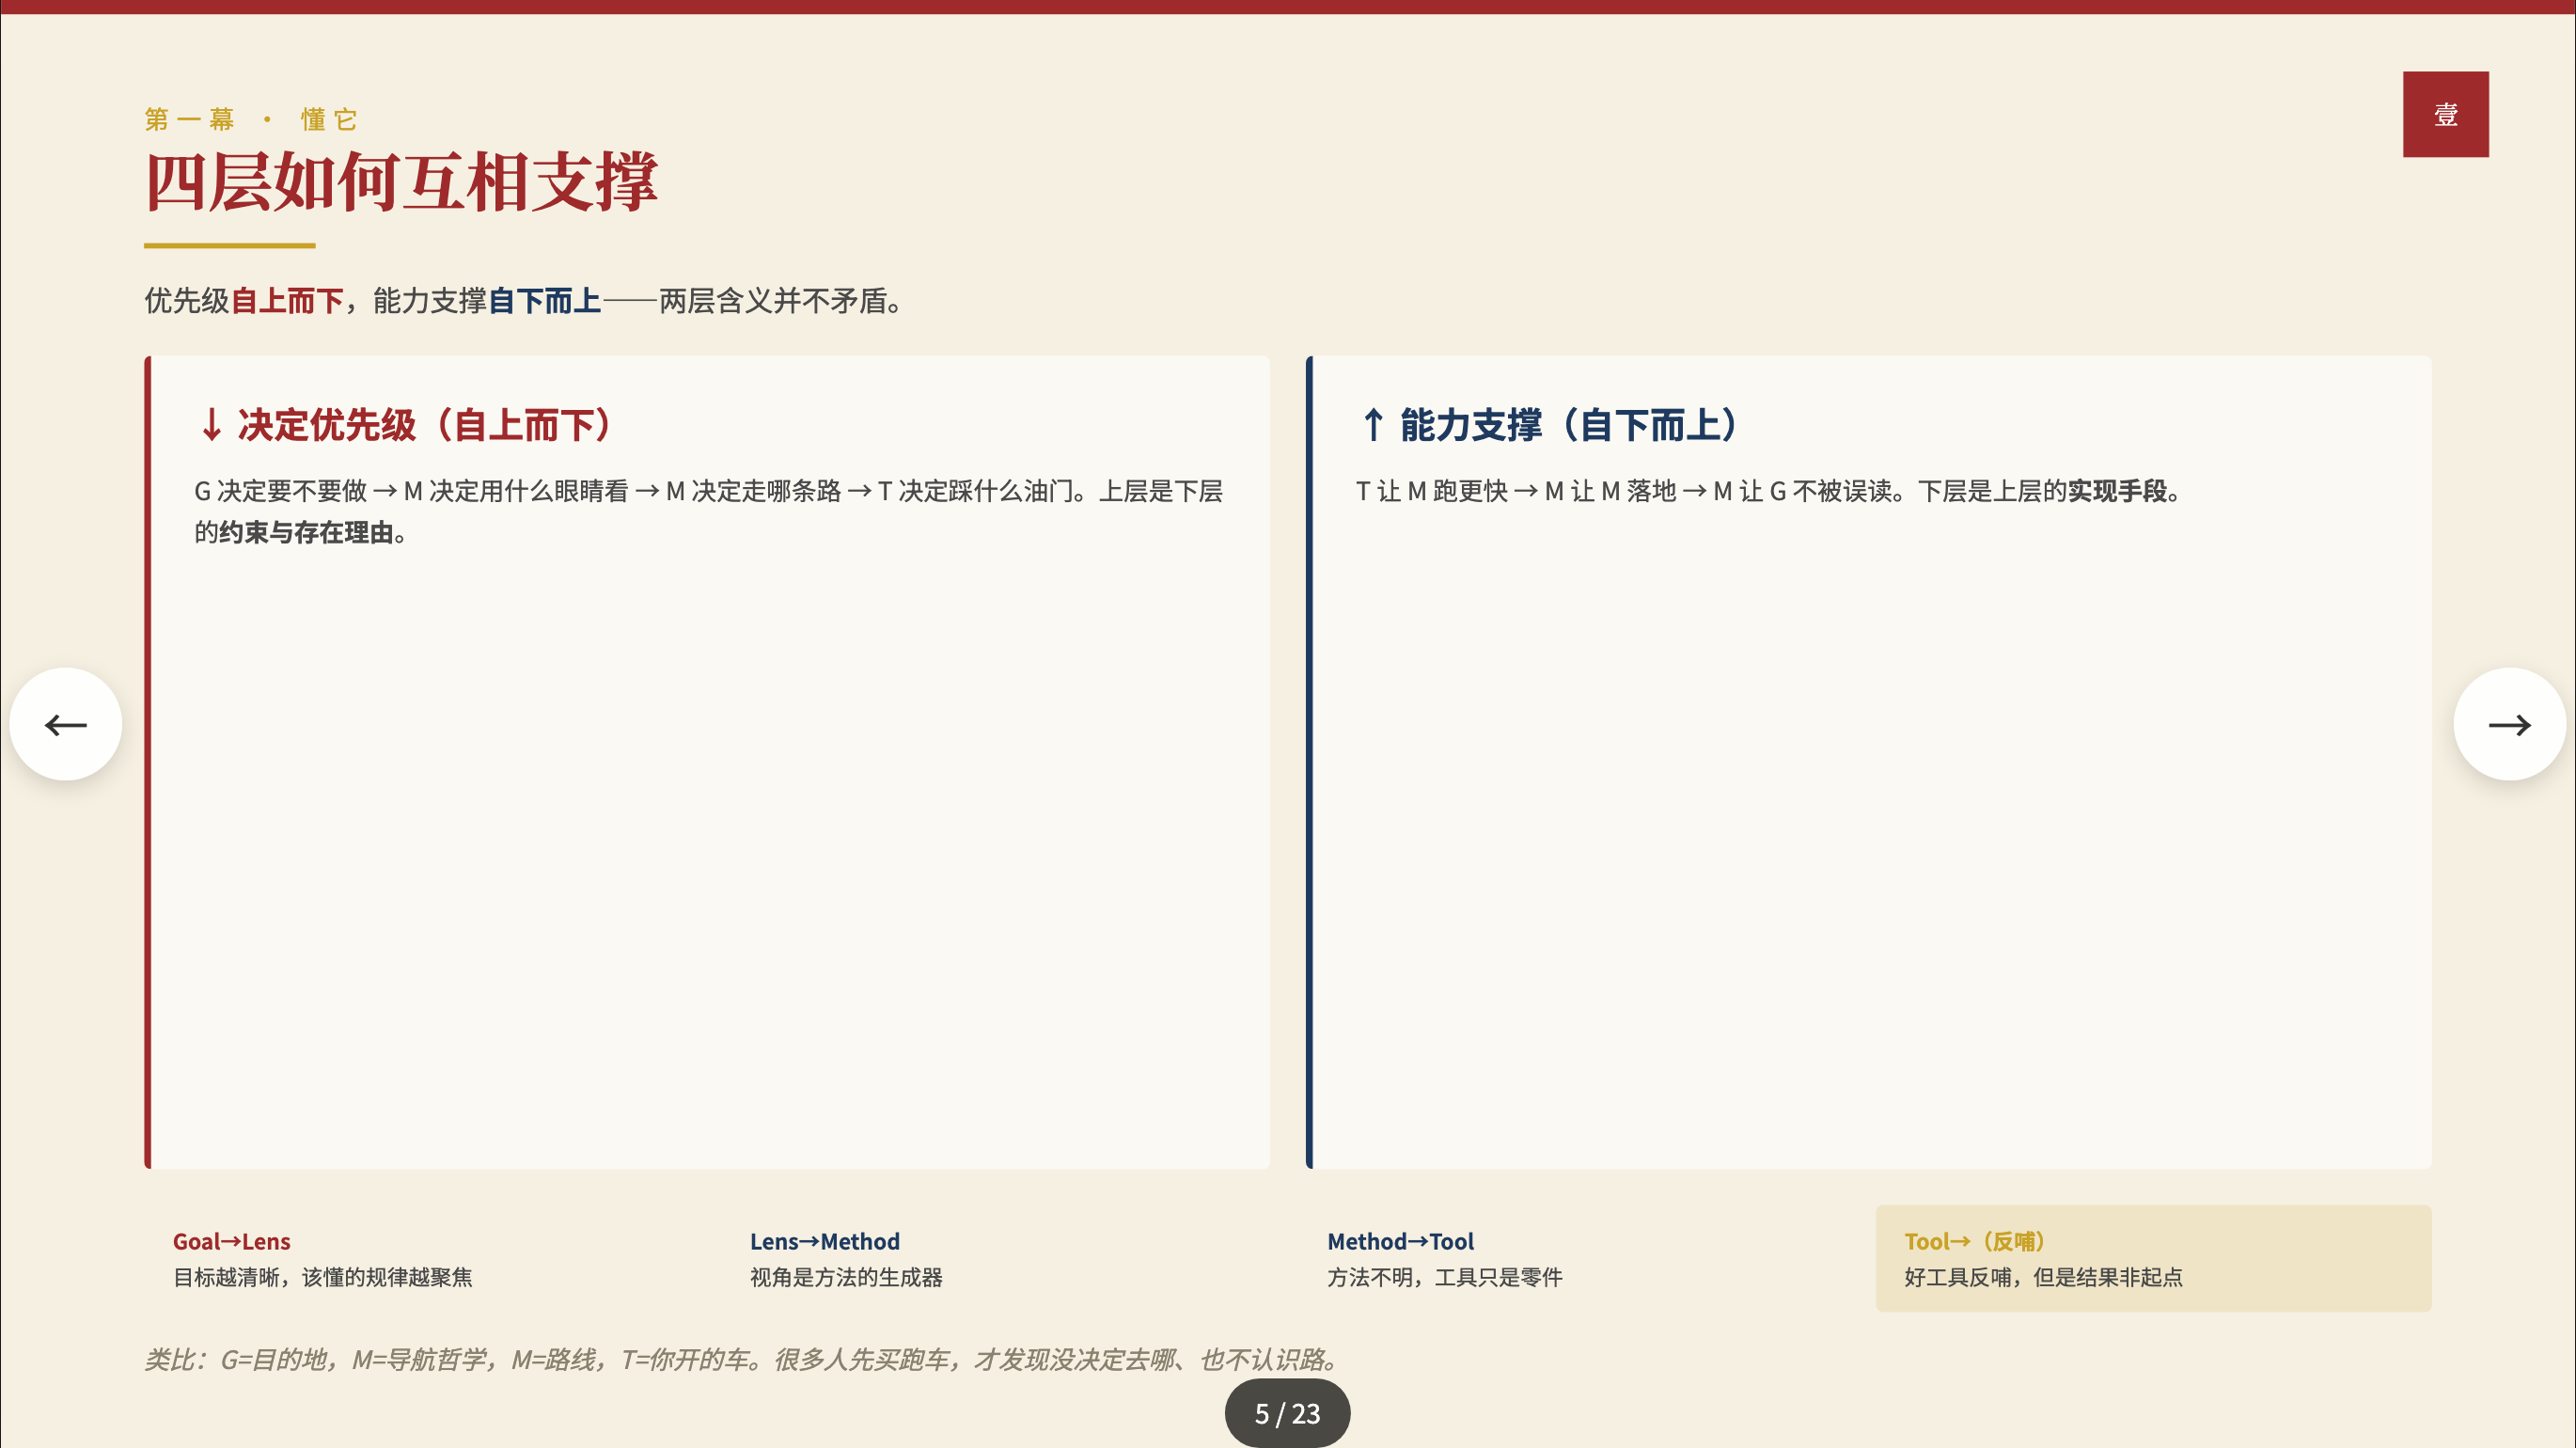 第一幕 · 懂它
壹
四层如何互相支撑
优先级自上而下，能力支撑自下而上——两层含义并不矛盾。
↓ 决定优先级（自上而下）
G 决定要不要做 → M 决定用什么眼睛看 → M 决定走哪条路 → T 决定踩什么油门。上层是下层
的约束与存在理由。
↑ 能力支撑（自下而上）
T 让 M 跑更快 → M 让 M 落地 → M 让 G 不被误读。下层是上层的实现手段。
←
→
Goal→Lens
目标越清晰，该懂的规律越聚焦
Lens→Method
视角是方法的生成器
Method→Tool
方法不明，工具只是零件
Tool→（反哺）
好工具反哺，但是结果非起点
类比：G=目的地，M=导航哲学，M=路线，T=你开的车。很多人先买跑车，才发现没决定去哪、也不认识路。
5 / 23